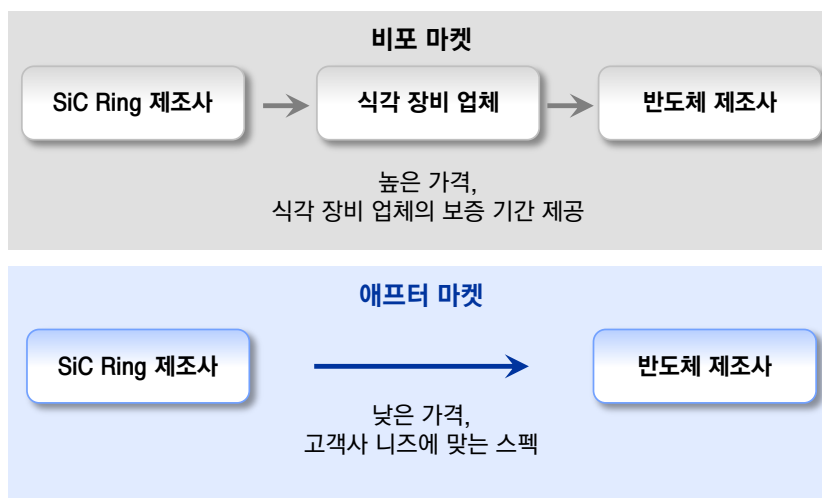 비포 마켓
SiC Ring 제조사
식각 장비 업체
반도체 제조사
높은 가격,
식각 장비 업체의 보증 기간 제공
애프터 마켓
SiC Ring 제조사
반도체 제조사
낮은 가격,
고객사 니즈에 맞는 스펙